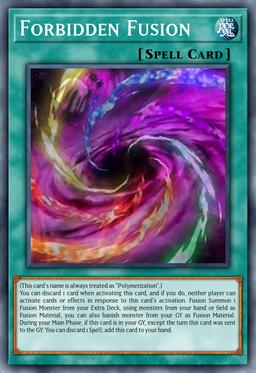 FORBIDDEN FUSION
[SPELL CARD]
(This card's name is always treated as "Polymerization".)
You can discard 1 card when activating this card, and if you do, neither player can
activate cards or effects in response to this card's activation. Fusion Summon 1
Fusion Monster from your Extra Deck, using monsters from your hand or field as
Fusion Material, you can also banish monster from your GY as Fusion Material.
During your Main Phase, if this card is in your GY, except the turn this card was sent
to the GY: You can discard 1 Spell; add this card to your hand.